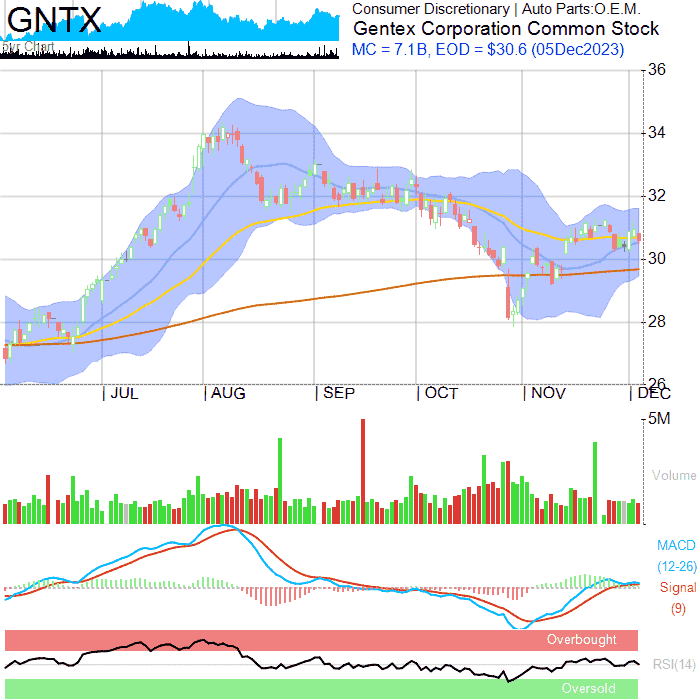 GNTX
Consumer Discretionary | Auto Parts:O.E.M.
Gentex Corporation Common Stock
MC = 7.1B, EOD = $30.6 (05Dec2023)
5yr Chart
36
34
32
30
28
26
JUL AUG SEP OCT NOV DEC
5M
Volume
MACD
(12-26)
Signal
(9)
Overbought
RSI(14)
Oversold